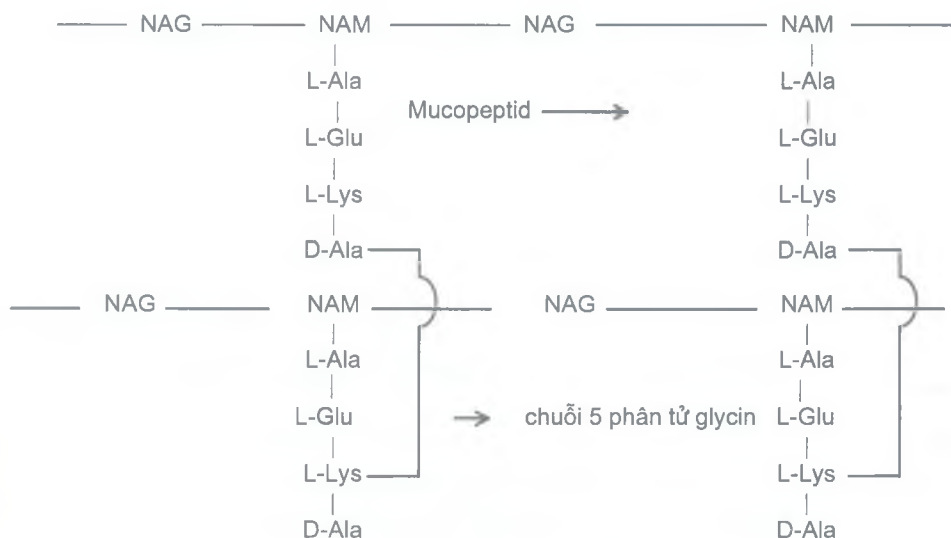 NAG NAM NAG NAM
L-Ala L-Ala
Mucopeptid
L-Glu L-Glu
L-Lys L-Lys
D-Ala D-Ala
NAG NAM NAG NAM
L-Ala L-Ala
L-Glu chuỗi 5 phân tử glycin L-Glu
L-Lys L-Lys
D-Ala D-Ala